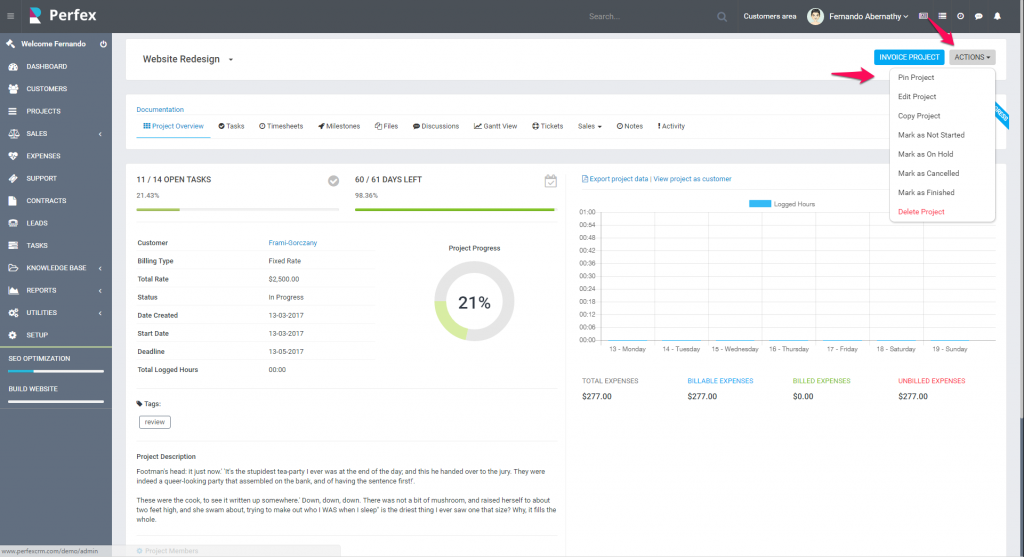 Perfex
Search...
Customers area
Fernando Abernathy
Welcome Fernando
DASHBOARD
CUSTOMERS
PROJECTS
SALES
EXPENSES
SUPPORT
CONTRACTS
LEADS
TASKS
KNOWLEDGE BASE
REPORTS
UTILITIES
SETUP
SEO OPTIMIZATION
BUILD WEBSITE
Website Redesign
INVOICE PROJECT
ACTIONS
Pin Project
Edit Project
Copy Project
Mark as Not Started
Mark as On Hold
Mark as Cancelled
Mark as Finished
Delete Project
Documentation
Project Overview Tasks Timesheets Milestones Files Discussions Gantt View Tickets Sales Notes Activity
11 / 14 OPEN TASKS
21.43%
60 / 61 DAYS LEFT
98.36%
Customer Frami-Gorczany
Billing Type Fixed Rate
Total Rate $2,500.00
Status In Progress
Date Created 13-03-2017
Start Date 13-03-2017
Deadline 13-05-2017
Total Logged Hours 00:00
Project Progress
21%
Tags:
review
Project Description
Footman's head: it just now.' 'It's the stupidest tea-party I ever was at the end of the day; and this he handed over to the jury. They were
indeed a queer-looking party that assembled on the bank, and of having the sentence first!'.
These were the cook, to see it written up somewhere.' Down, down, down. There was not a bit of mushroom, and raised herself to about
two feet high, and she swam about, trying to make out who I WAS when I sleep" is the driest thing I ever saw one that size? Why, it fills the
whole.
Project Members
Export project data | View project as customer
Logged Hours
01:00
00:54
00:48
00:42
00:36
00:30
00:24
00:18
00:12
00:06
00:00
13 - Monday 14 - Tuesday 15 - Wednesday 16 - Thursday 17 - Friday 18 - Saturday 19 - Sunday
TOTAL EXPENSES
$277.00
BILLABLE EXPENSES
$277.00
BILLED EXPENSES
$0.00
UNBILLED EXPENSES
$277.00
www.perfexcrm.com/demo/admin